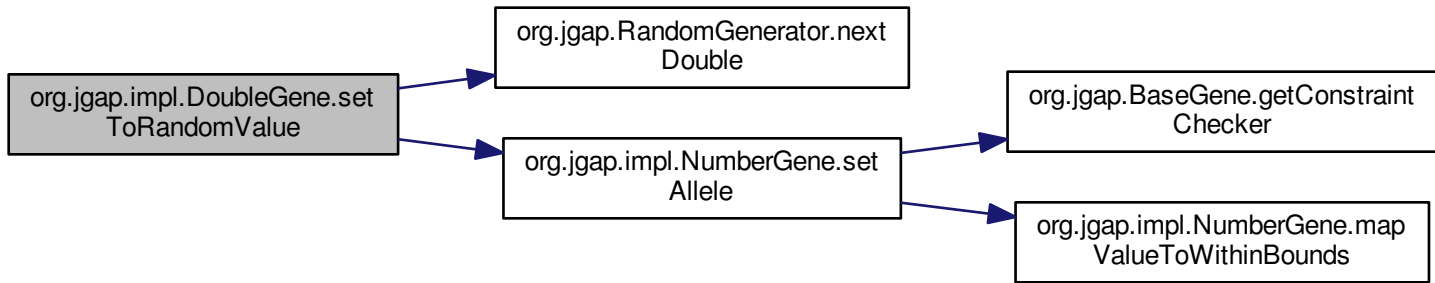 org.jgap.impl.DoubleGene.set
ToRandomValue
org.jgap.RandomGenerator.next
Double
org.jgap.impl.NumberGene.set
Allele
org.jgap.BaseGene.getConstraint
Checker
org.jgap.impl.NumberGene.map
ValueToWithinBounds